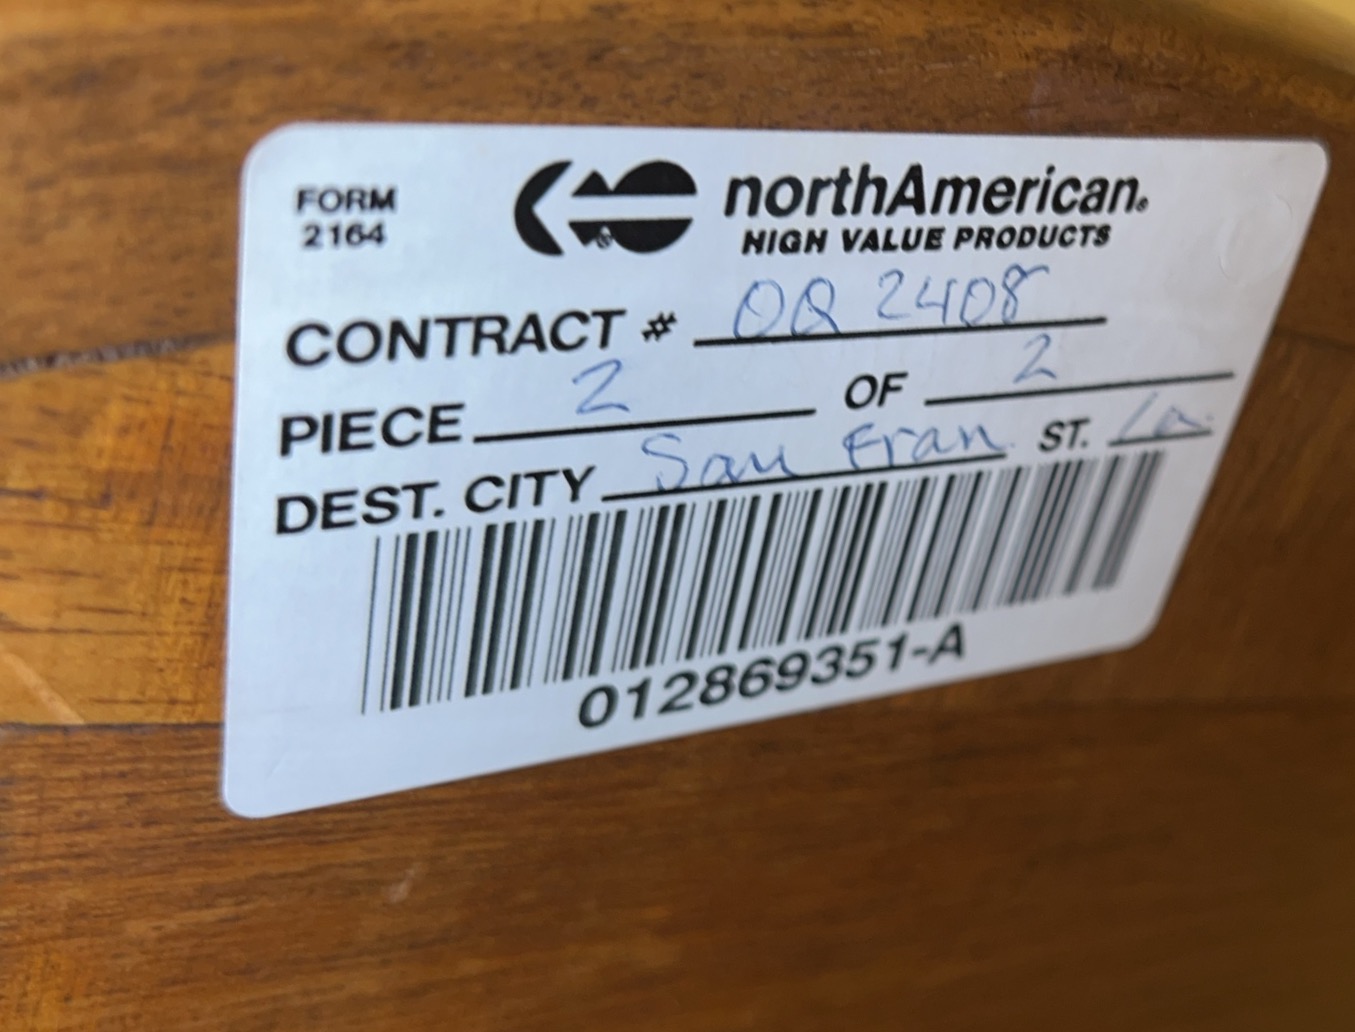 FORM
2164
northAmerican®
HIGH VALUE PRODUCTS
CONTRACT # OQ 2408
PIECE 2 OF 2
DEST. CITY San Fran ST.
012869351-A